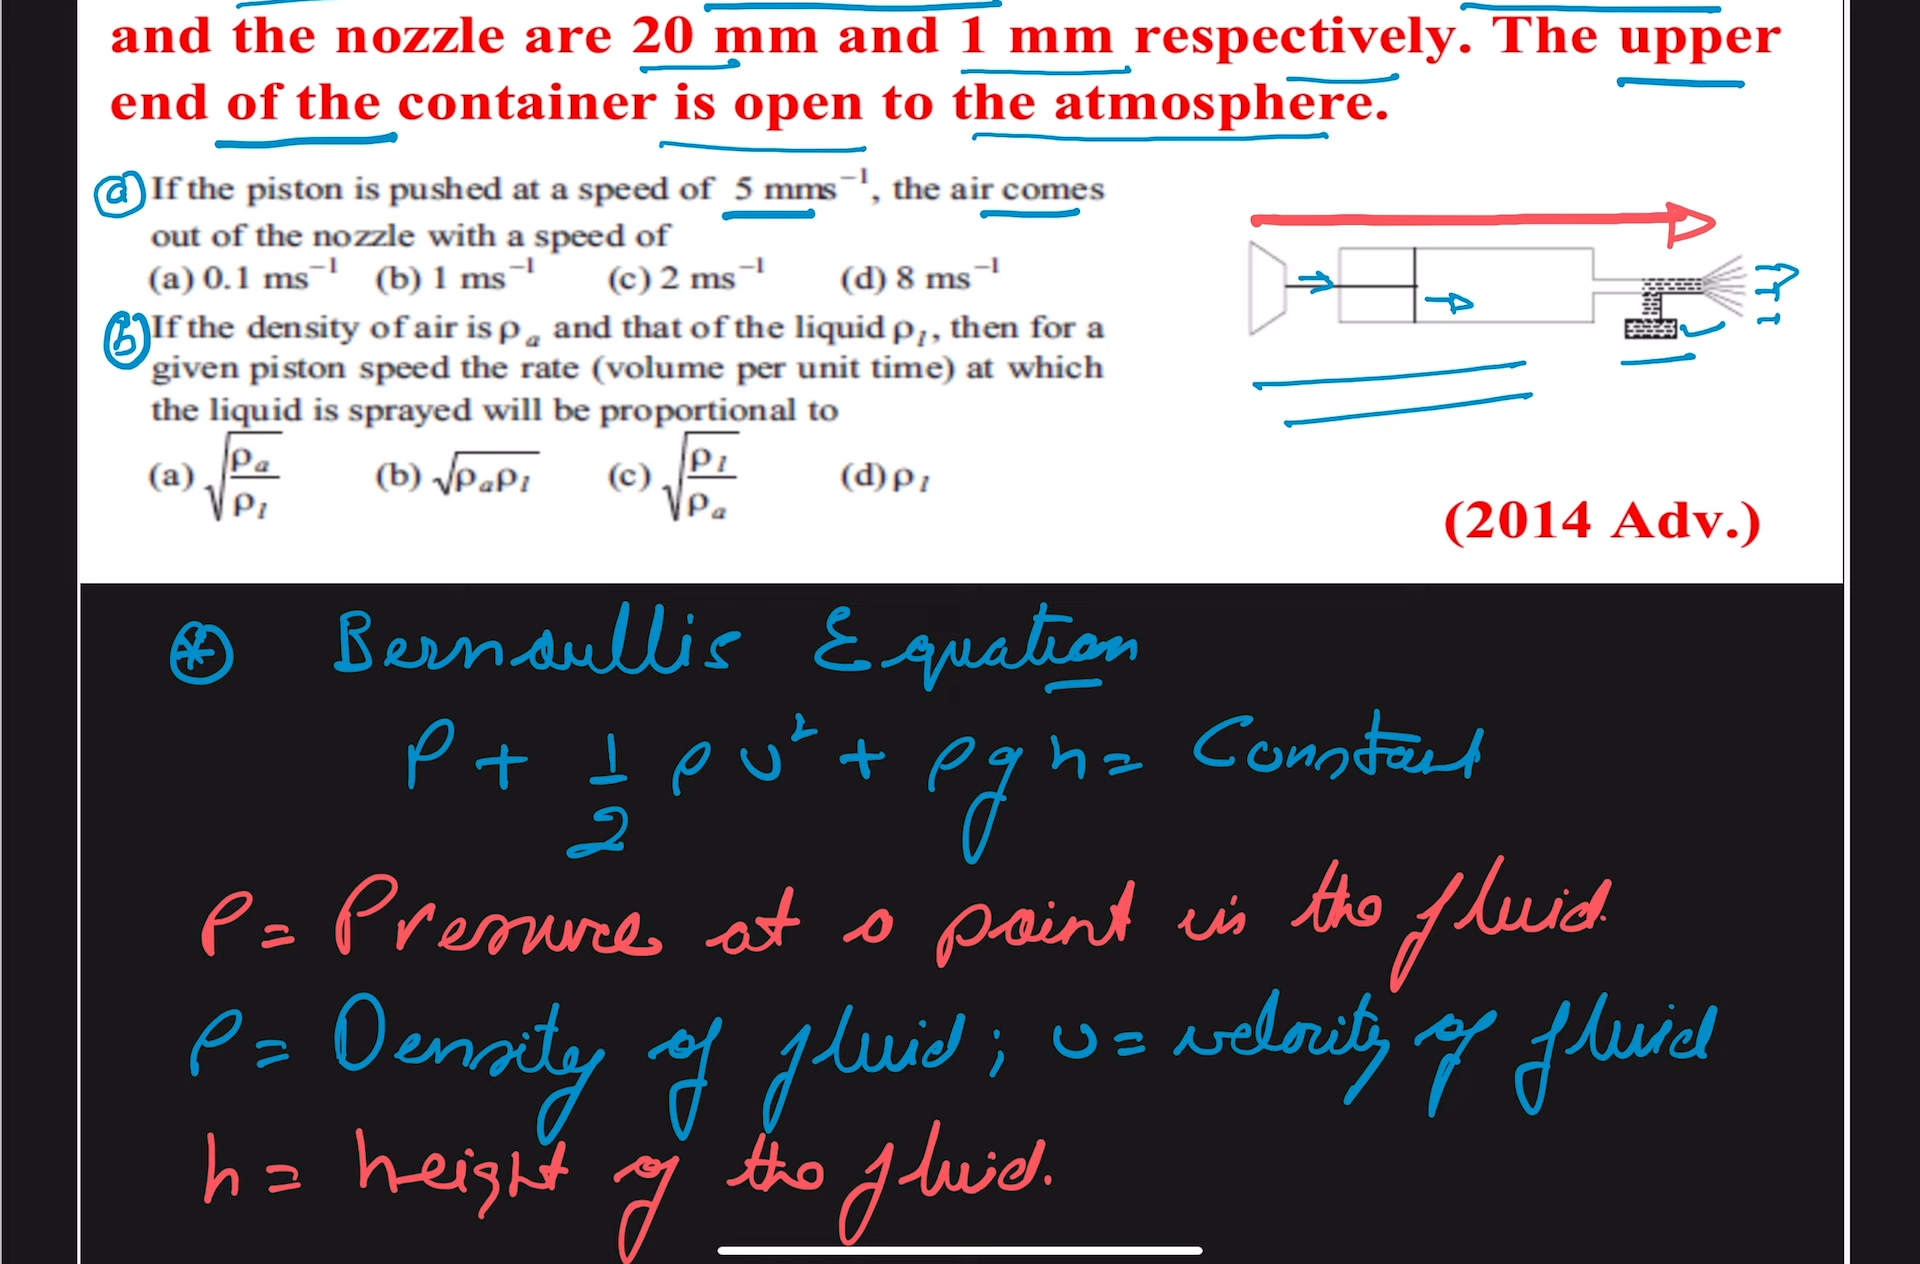 and the nozzle are 20 mm and 1 mm respectively. The upper
end of the container is open to the atmosphere.
(a) If the piston is pushed at a speed of 5 mms⁻¹, the air comes
out of the nozzle with a speed of
(a) 0.1 ms⁻¹ (b) 1 ms⁻¹ (c) 2 ms⁻¹ (d) 8 ms⁻¹
(b) If the density of air is ρₐ and that of the liquid ρₗ, then for a
given piston speed the rate (volume per unit time) at which
the liquid is sprayed will be proportional to
(a) √(ρₐ/ρₗ) (b) √(ρₐρₗ) (c) √(ρₗ/ρₐ) (d) ρₗ
(2014 Adv.)
* Bernoullis Equation
P + 1/2 ρv² + ρgh = Constant
P = Pressure at a point in the fluid.
ρ = Density of fluid; v = velocity of fluid
h = height of the fluid.